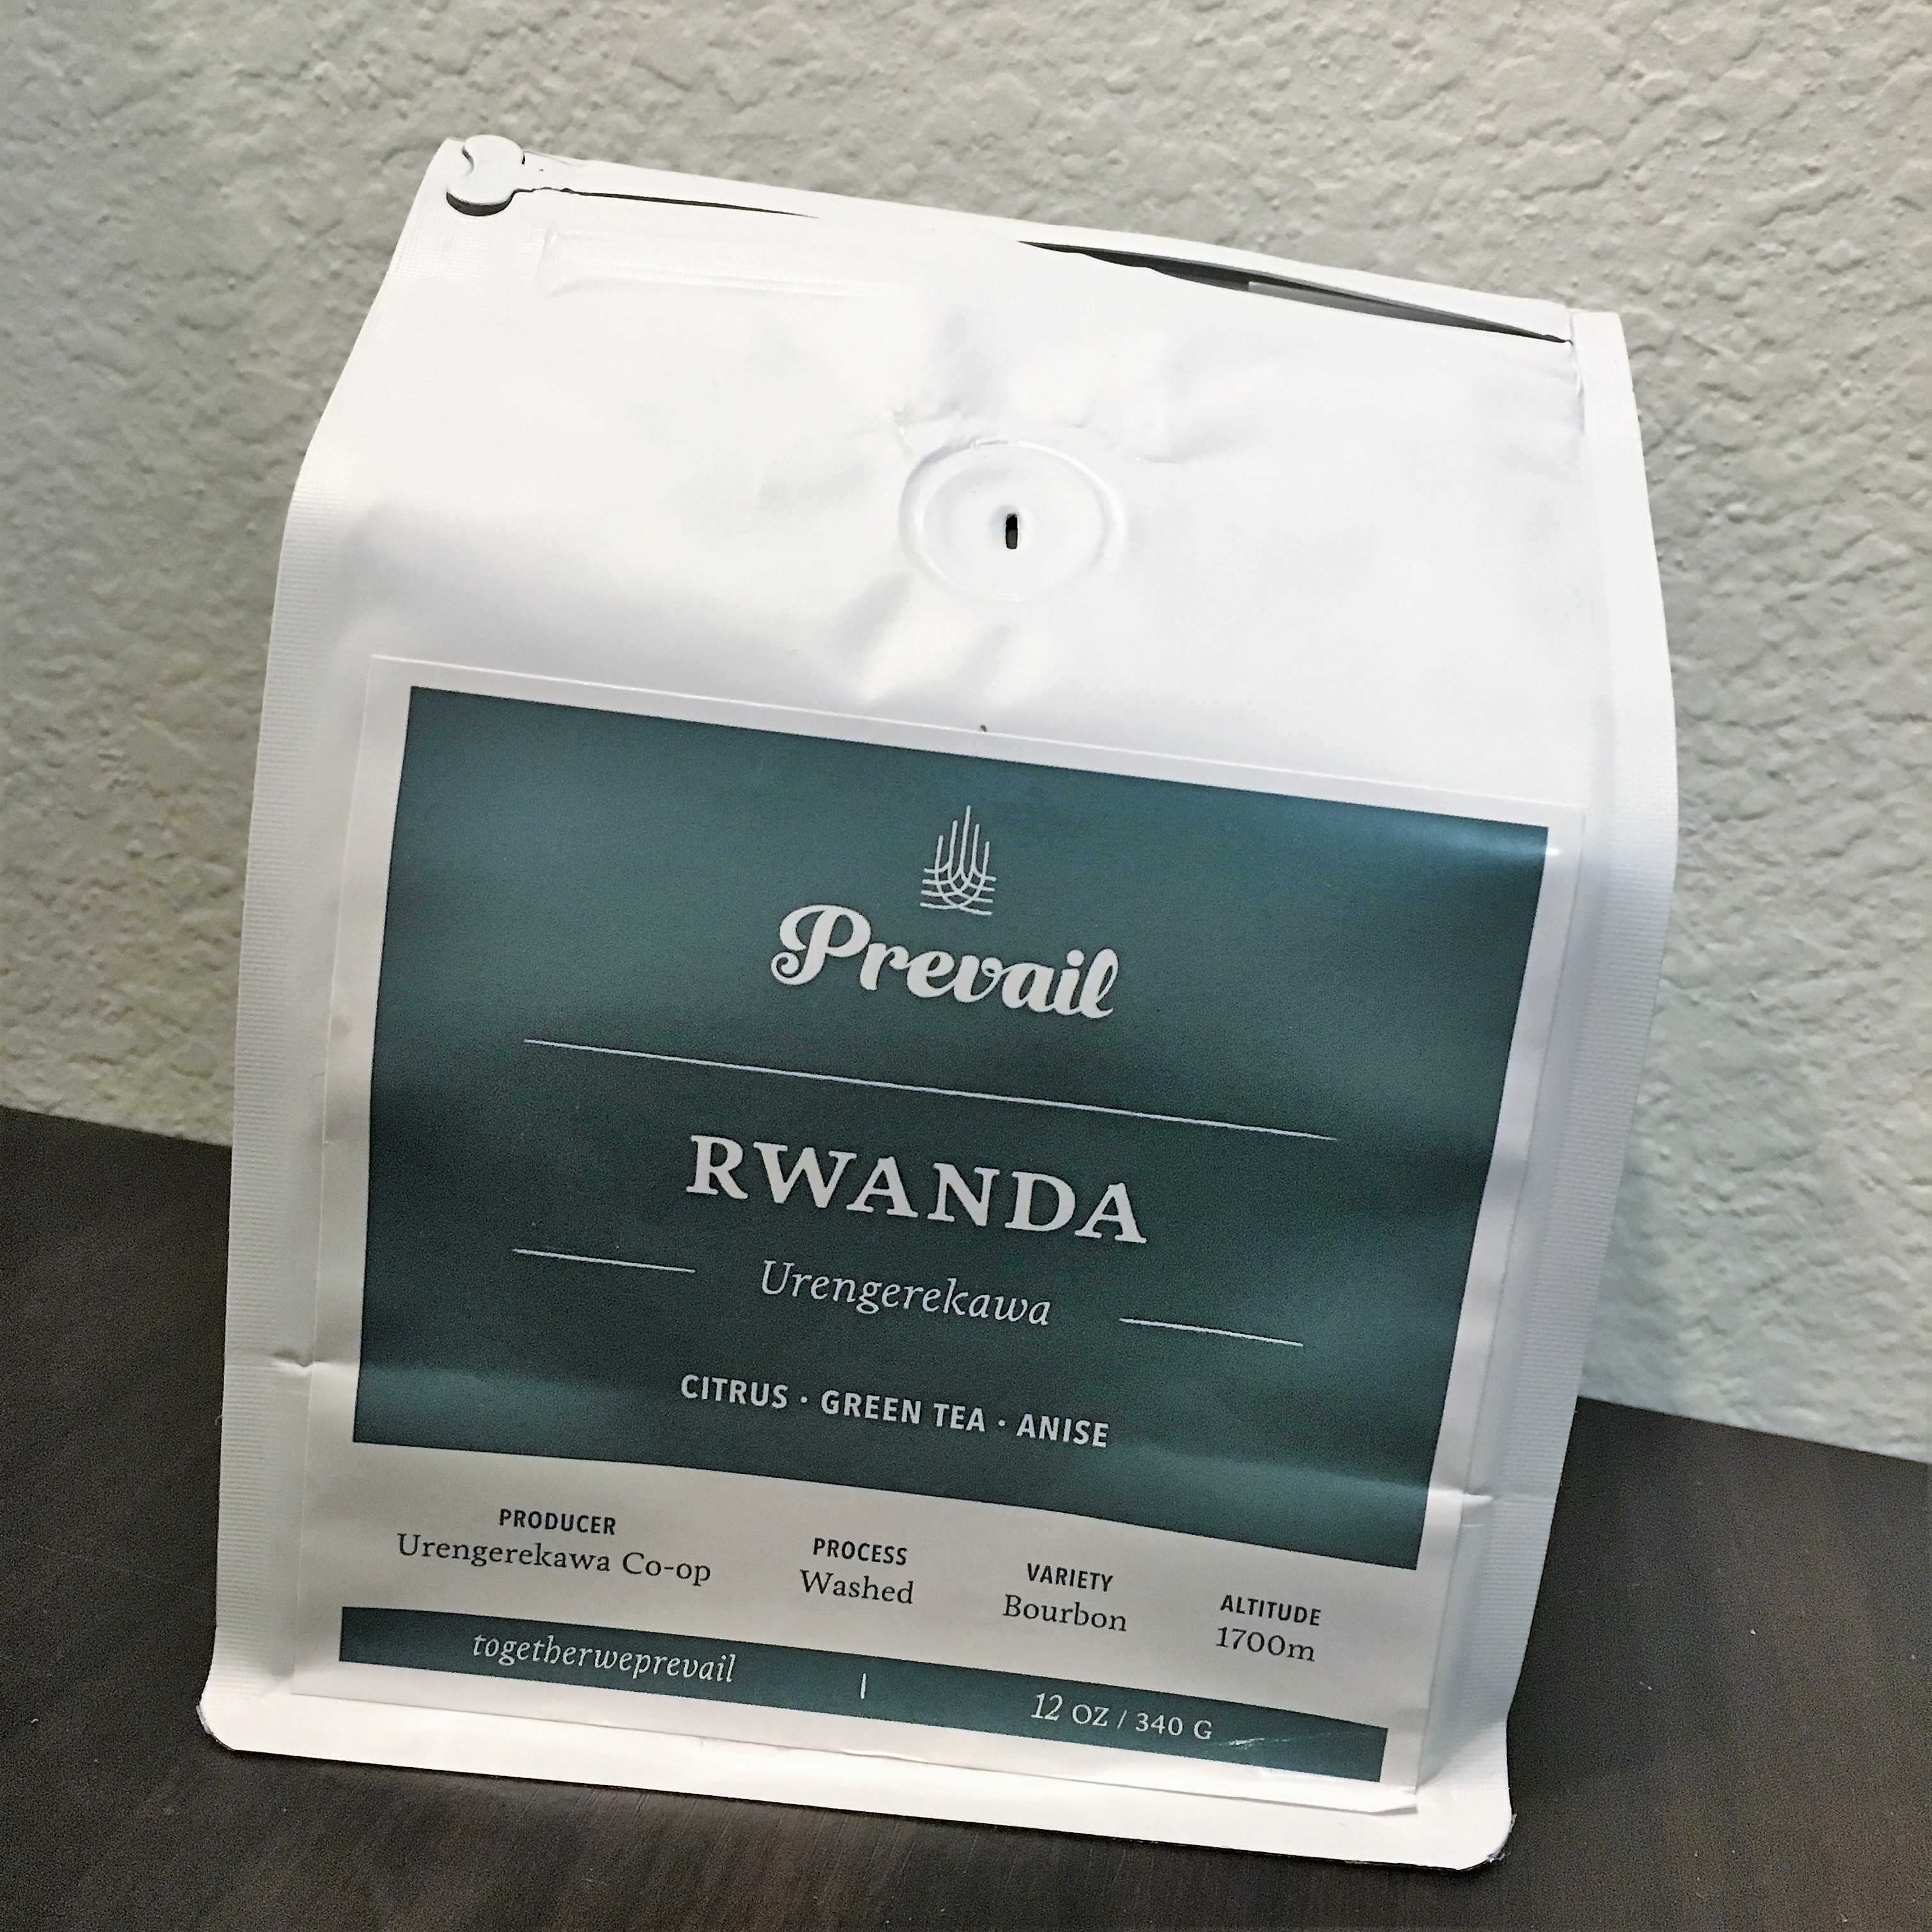 Prevail
RWANDA
Urengerekawa
CITRUS · GREEN TEA · ANISE
PRODUCER
Urengerekawa Co-op
PROCESS
Washed
VARIETY
Bourbon
ALTITUDE
1700m
togetherweprevail | 12 OZ / 340 G